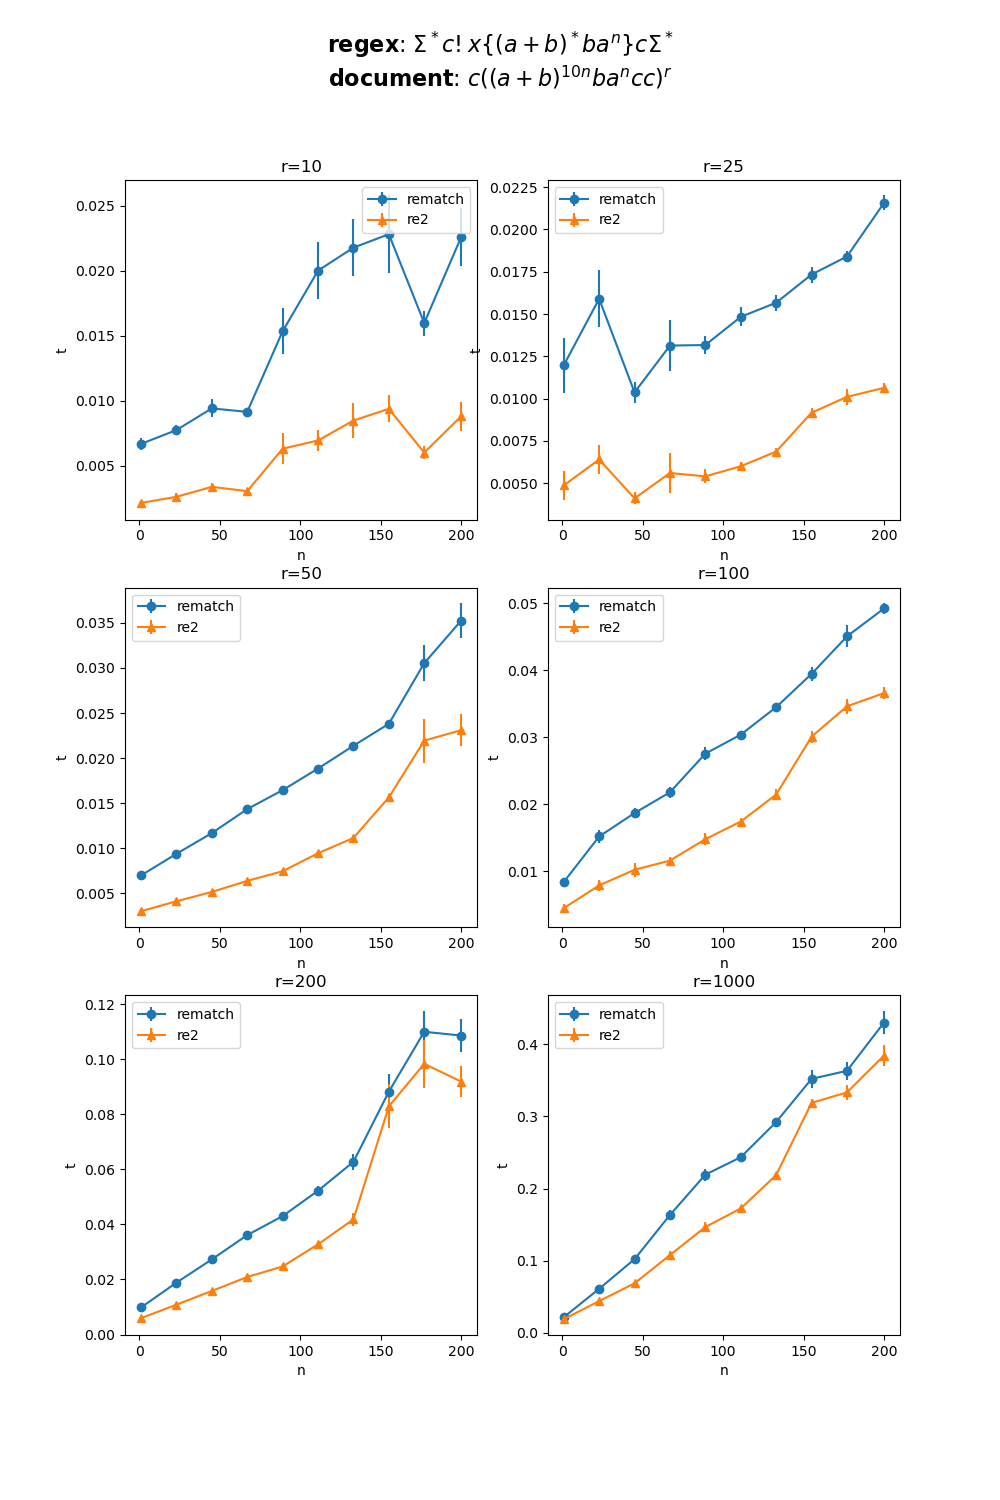 regex: Σ*c!x{(a + b)*baⁿ}cΣ*
document: c((a + b)¹⁰ⁿbaⁿcc)ʳ
r=10
rematch
re2
0.025
0.020
0.015
0.010
0.005
t
0 50 100 150 200
n
r=25
rematch
re2
0.0225
0.0200
0.0175
0.0150
0.0125
0.0100
0.0075
0.0050
t
0 50 100 150 200
n
r=50
rematch
re2
0.035
0.030
0.025
0.020
0.015
0.010
0.005
t
0 50 100 150 200
n
r=100
rematch
re2
0.05
0.04
0.03
0.02
0.01
t
0 50 100 150 200
n
r=200
rematch
re2
0.12
0.10
0.08
0.06
0.04
0.02
0.00
t
0 50 100 150 200
n
r=1000
rematch
re2
0.4
0.3
0.2
0.1
0.0
t
0 50 100 150 200
n